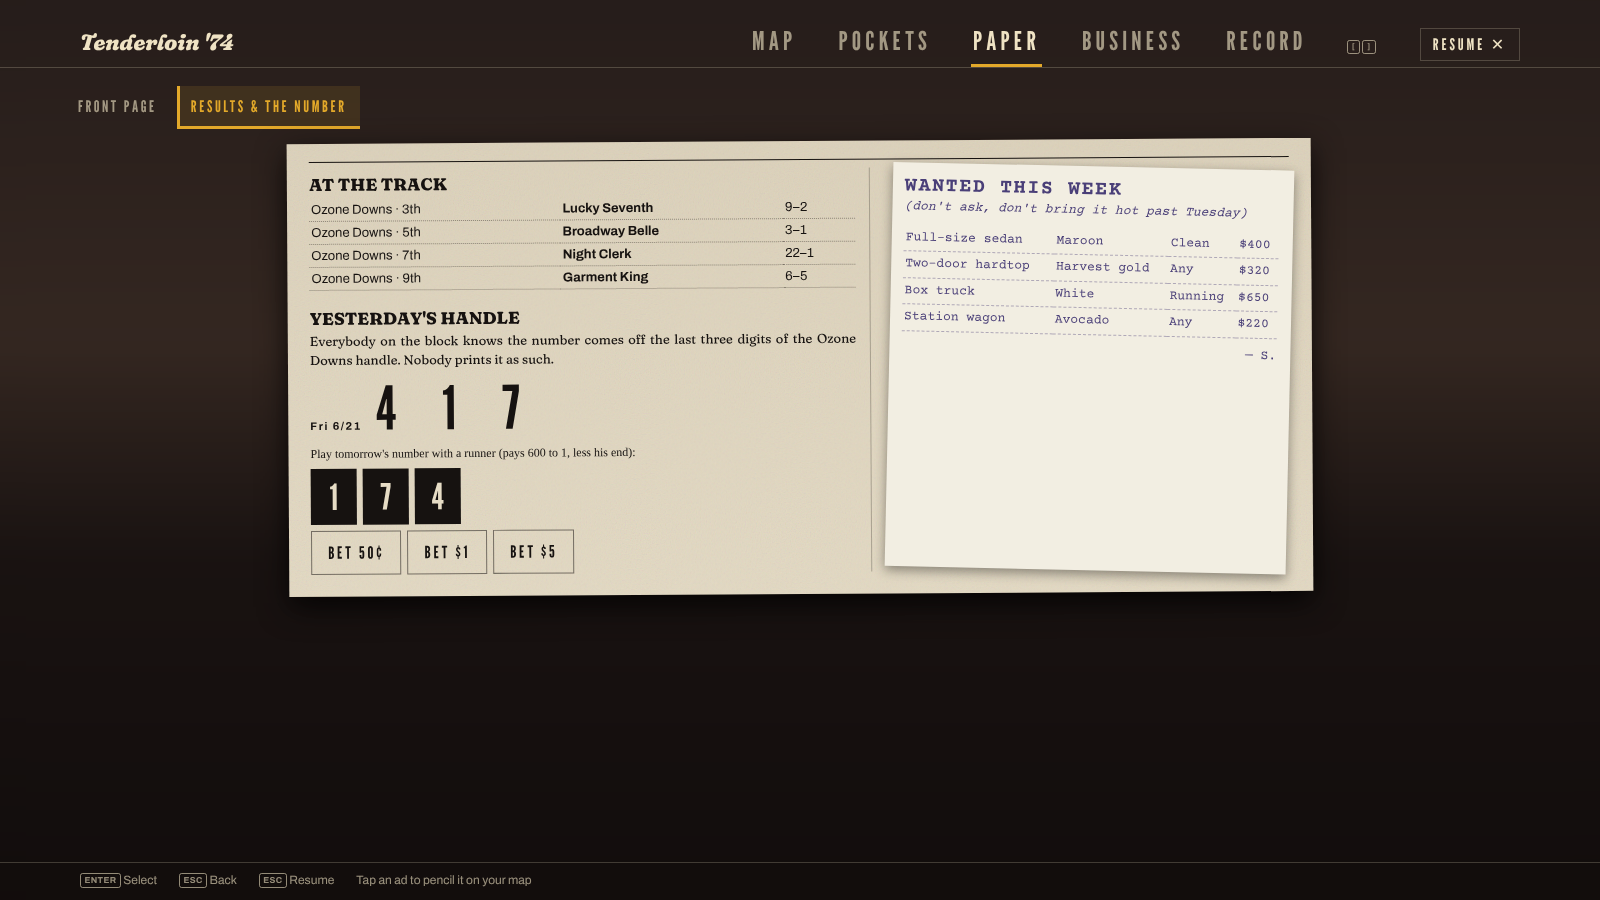 Tenderloin '74
MAP POCKETS PAPER BUSINESS RECORD [ ] RESUME ✕
FRONT PAGE RESULTS & THE NUMBER
AT THE TRACK
Ozone Downs · 3th Lucky Seventh 9–2
Ozone Downs · 5th Broadway Belle 3–1
Ozone Downs · 7th Night Clerk 22–1
Ozone Downs · 9th Garment King 6–5
YESTERDAY'S HANDLE
Everybody on the block knows the number comes off the last three digits of the Ozone
Downs handle. Nobody prints it as such.
Fri 6/21 4 1 7
Play tomorrow's number with a runner (pays 600 to 1, less his end):
1 7 4
BET 50¢ BET $1 BET $5
WANTED THIS WEEK
(don't ask, don't bring it hot past Tuesday)
Full-size sedan Maroon Clean $400
Two-door hardtop Harvest gold Any $320
Box truck White Running $650
Station wagon Avocado Any $220
— S.
ENTER Select ESC Back ESC Resume Tap an ad to pencil it on your map